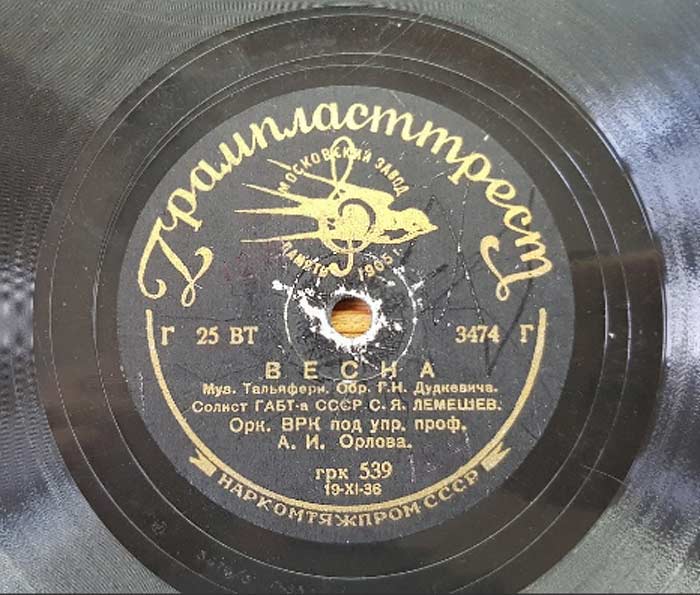 Грампласттрест
МОСКОВСКИЙ ЗАВОД
ПАМЯТИ 1905 г.
Г 25 ВТ 3474 Г
ВЕСНА
Муз. Тальяфери. Обр. Г.Н. Дудкевича.
Солист ГАБТ-а СССР С. Я. ЛЕМЕШЕВ.
Орк. ВРК под упр. проф.
А. И. Орлова.
грк 539
19-XI-36
НАРКОМТЯЖПРОМ СССР